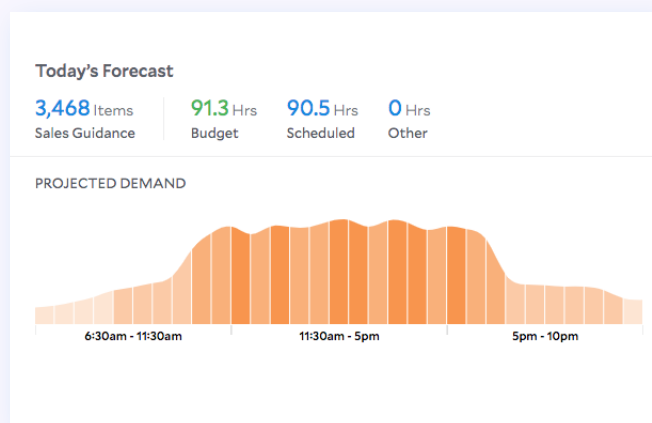 Today's Forecast
3,468 Items 91.3 Hrs 90.5 Hrs 0 Hrs
Sales Guidance Budget Scheduled Other
PROJECTED DEMAND
6:30am - 11:30am 11:30am - 5pm 5pm - 10pm